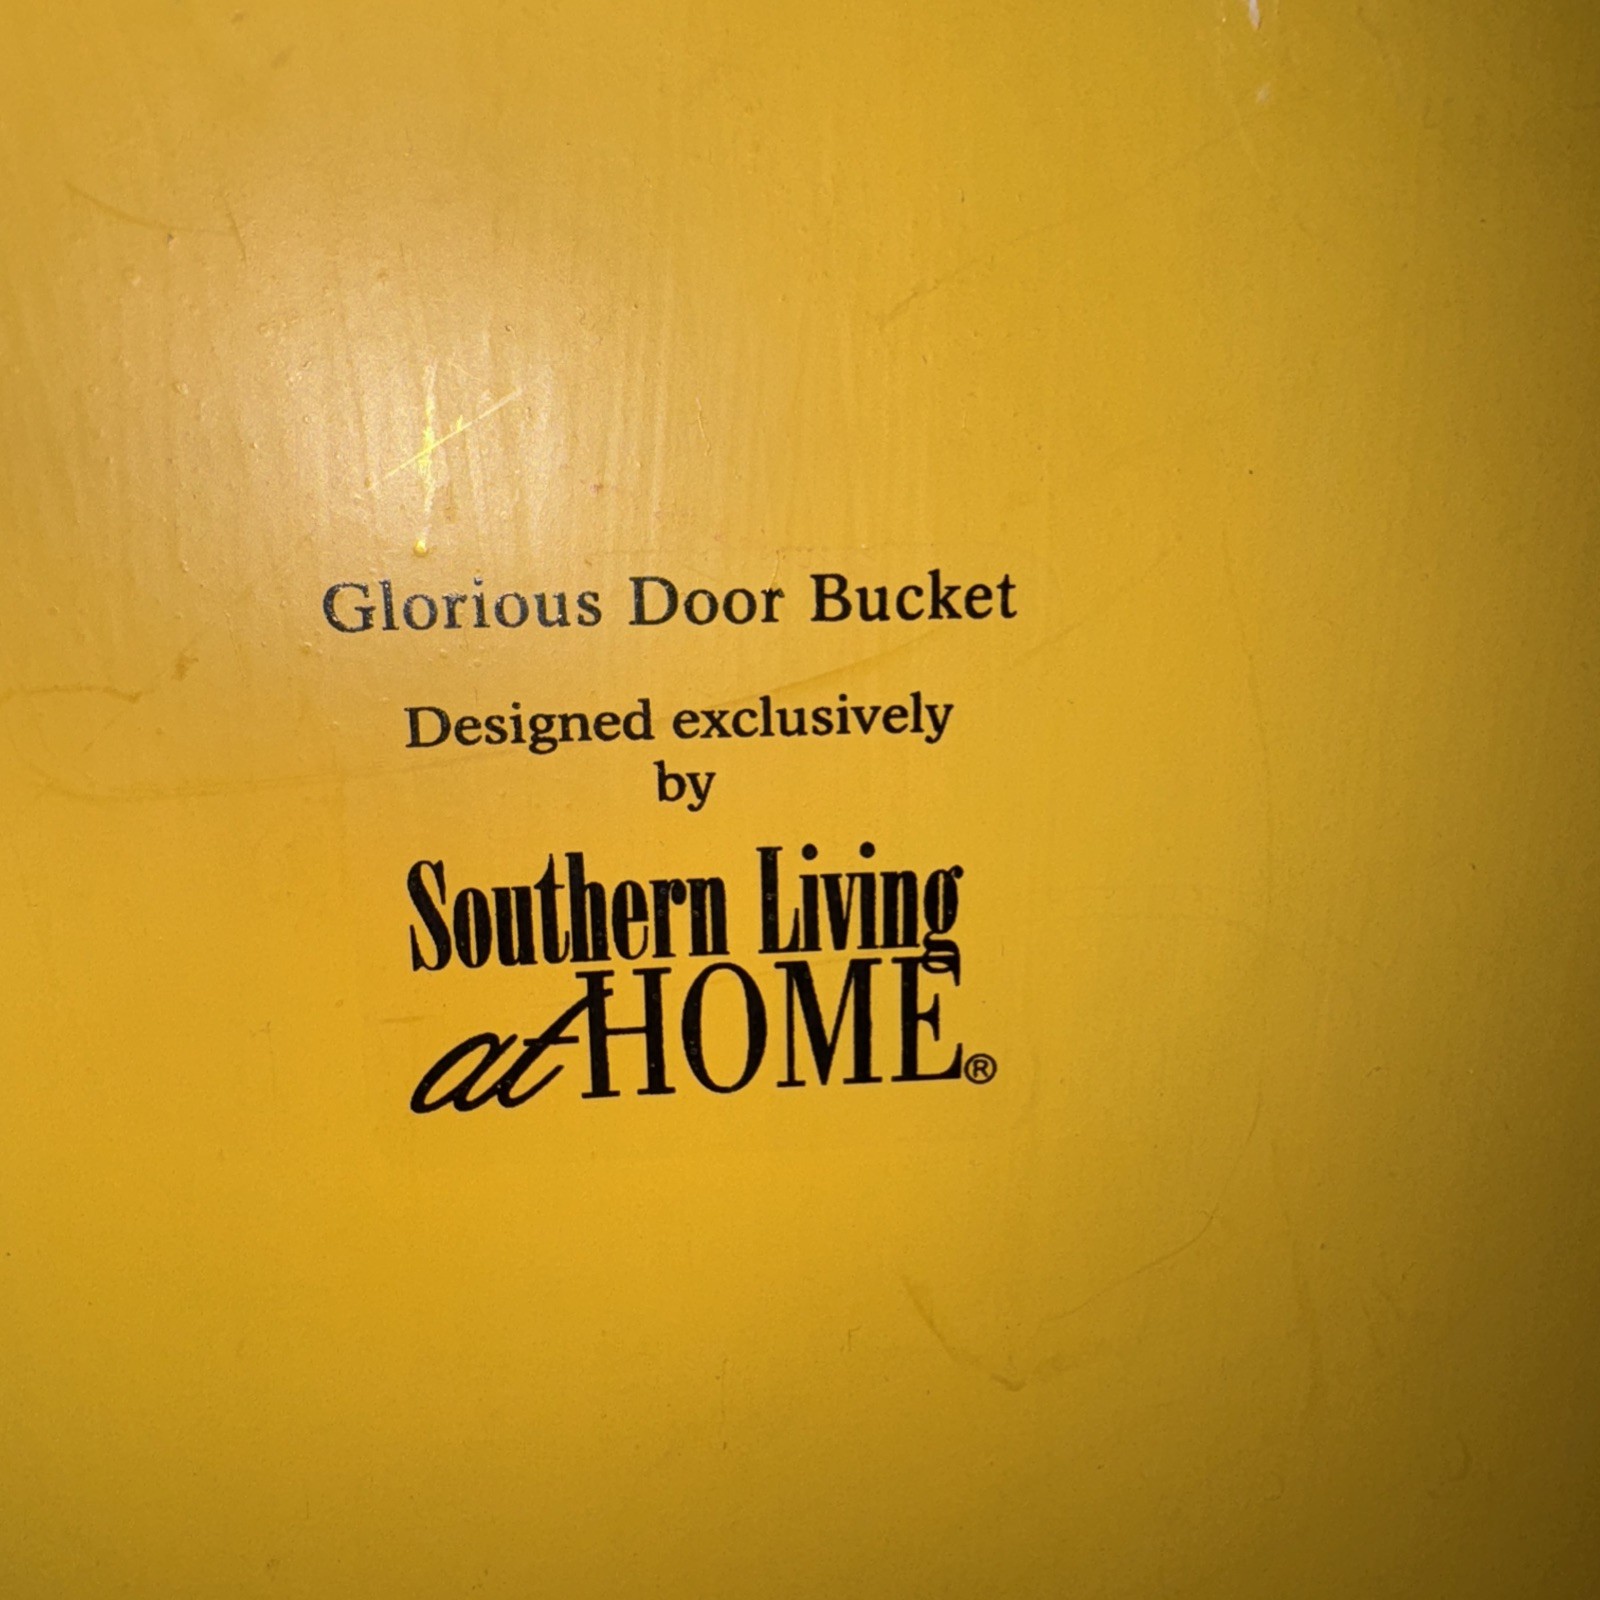 Glorious Door Bucket
Designed exclusively
by
Southern Living
at HOME®